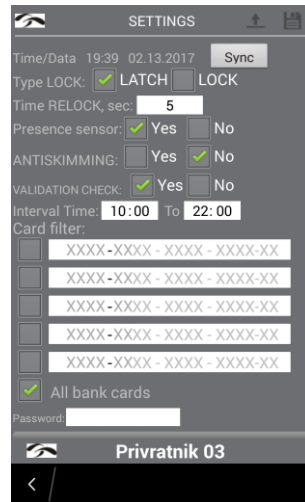 SETTINGS
Time/Data 19:39 02.13.2017 Sync
Type LOCK: LATCH LOCK
Time RELOCK, sec: 5
Presence sensor: Yes No
ANTISKIMMING: Yes No
VALIDATION CHECK: Yes No
Interval Time: 10:00 To 22:00
Card filter:
XXXX-XXXX - XXXX - XXXX-XX
XXXX-XXXX - XXXX - XXXX-XX
XXXX-XXXX - XXXX - XXXX-XX
XXXX-XXXX - XXXX - XXXX-XX
XXXX-XXXX - XXXX - XXXX-XX
All bank cards
Password:
Privratnik 03